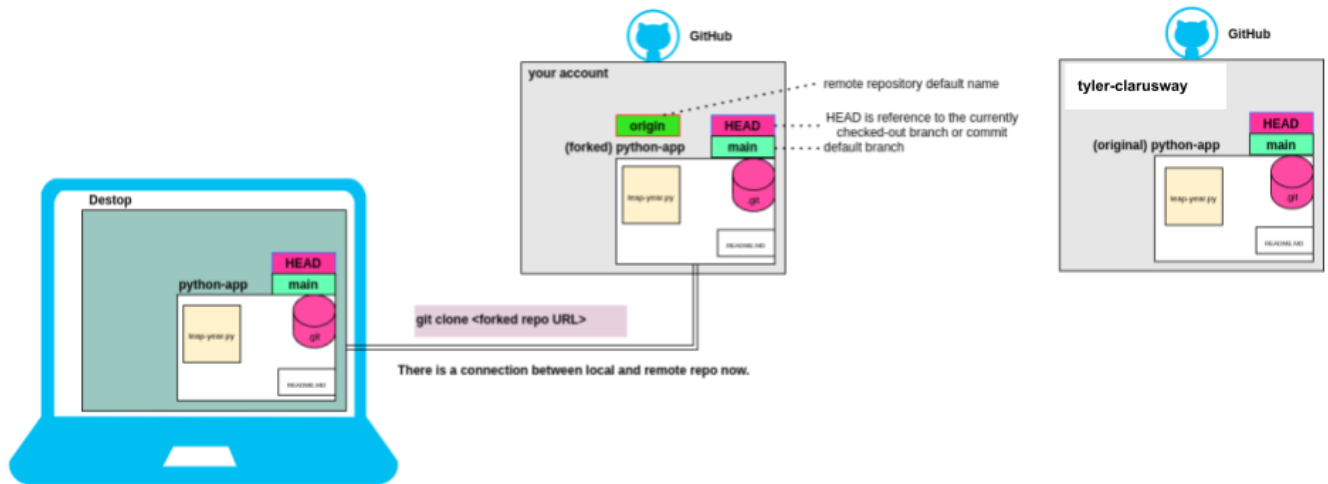 GitHub
your account
remote repository default name
origin
HEAD
HEAD is reference to the currently
checked-out branch or commit
(forked) python-app
main
default branch
leap-year.py
.git
README.MD
GitHub
tyler-clarusway
HEAD
(original) python-app
main
leap-year.py
.git
README.MD
Destop
HEAD
python-app
main
leap-year.py
.git
README.MD
git clone <forked repo URL>
There is a connection between local and remote repo now.